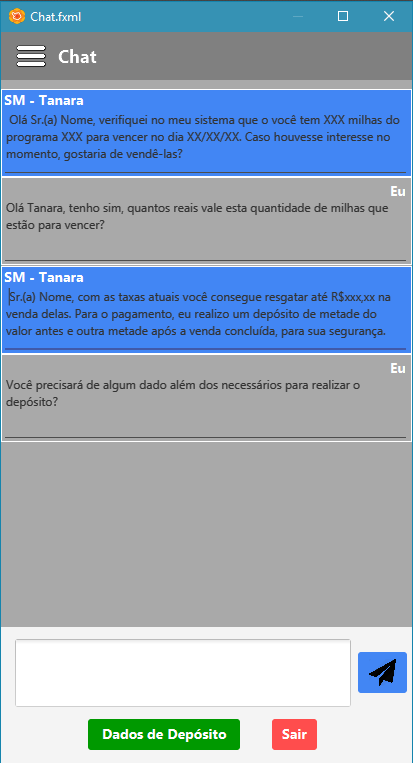 Chat.fxml
Chat
SM - Tanara
Olá Sr.(a) Nome, verifiquei no meu sistema que o você tem XXX milhas do
programa XXX para vencer no dia XX/XX/XX. Caso houvesse interesse no
momento, gostaria de vendê-las?
Eu
Olá Tanara, tenho sim, quantos reais vale esta quantidade de milhas que
estão para vencer?
SM - Tanara
Sr.(a) Nome, com as taxas atuais você consegue resgatar até R$xxx,xx na
venda delas. Para o pagamento, eu realizo um depósito de metade do
valor antes e outra metade após a venda concluída, para sua segurança.
Eu
Você precisará de algum dado além dos necessários para realizar o
depósito?
Dados de Depósito
Sair